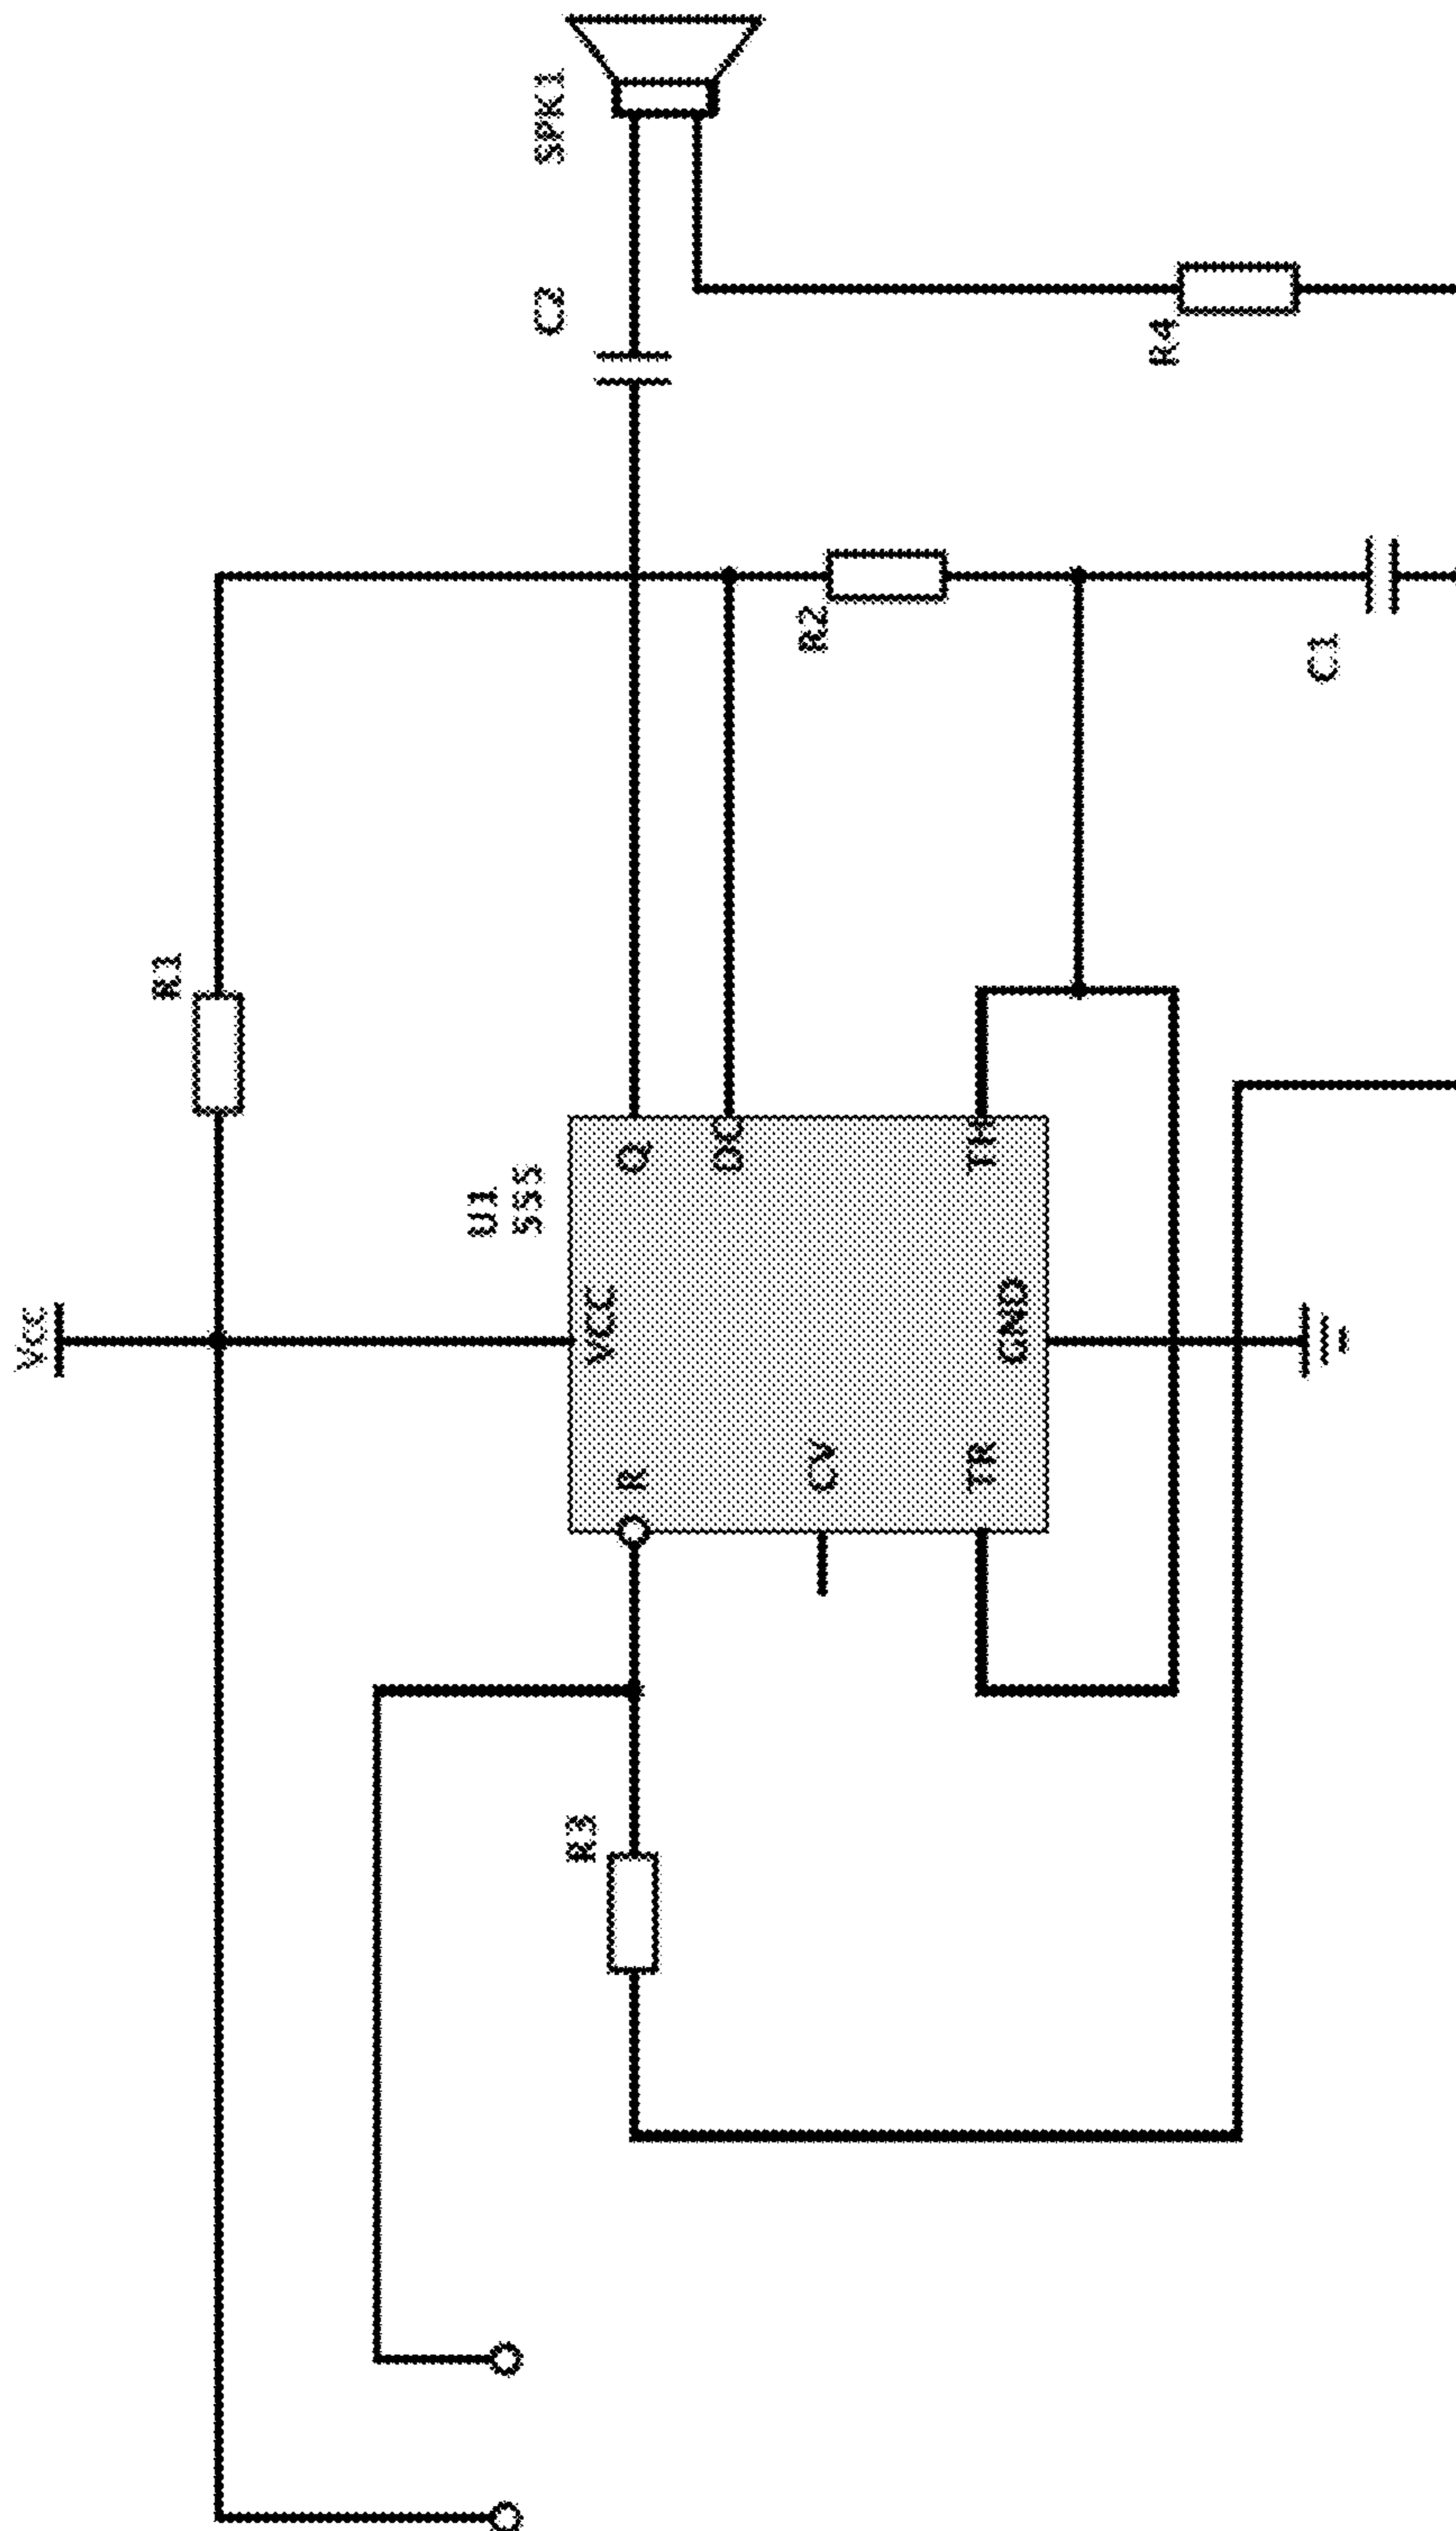 Vcc
R1
U1
555
R
VCC
Q
CV
DC
TR
GND
TH
R3
C2
SPK1
R2
R4
C1